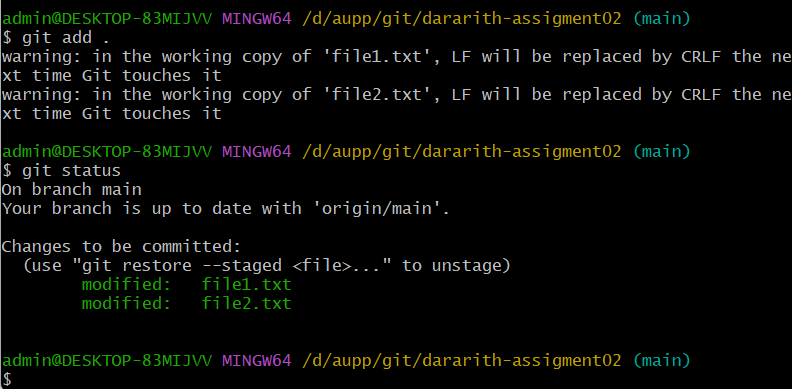 admin@DESKTOP-83MIJVV MINGW64 /d/aupp/git/dararith-assigment02 (main)
$ git add .
warning: in the working copy of 'file1.txt', LF will be replaced by CRLF the ne
xt time Git touches it
warning: in the working copy of 'file2.txt', LF will be replaced by CRLF the ne
xt time Git touches it

admin@DESKTOP-83MIJVV MINGW64 /d/aupp/git/dararith-assigment02 (main)
$ git status
On branch main
Your branch is up to date with 'origin/main'.

Changes to be committed:
  (use "git restore --staged <file>..." to unstage)
        modified:   file1.txt
        modified:   file2.txt


admin@DESKTOP-83MIJVV MINGW64 /d/aupp/git/dararith-assigment02 (main)
$